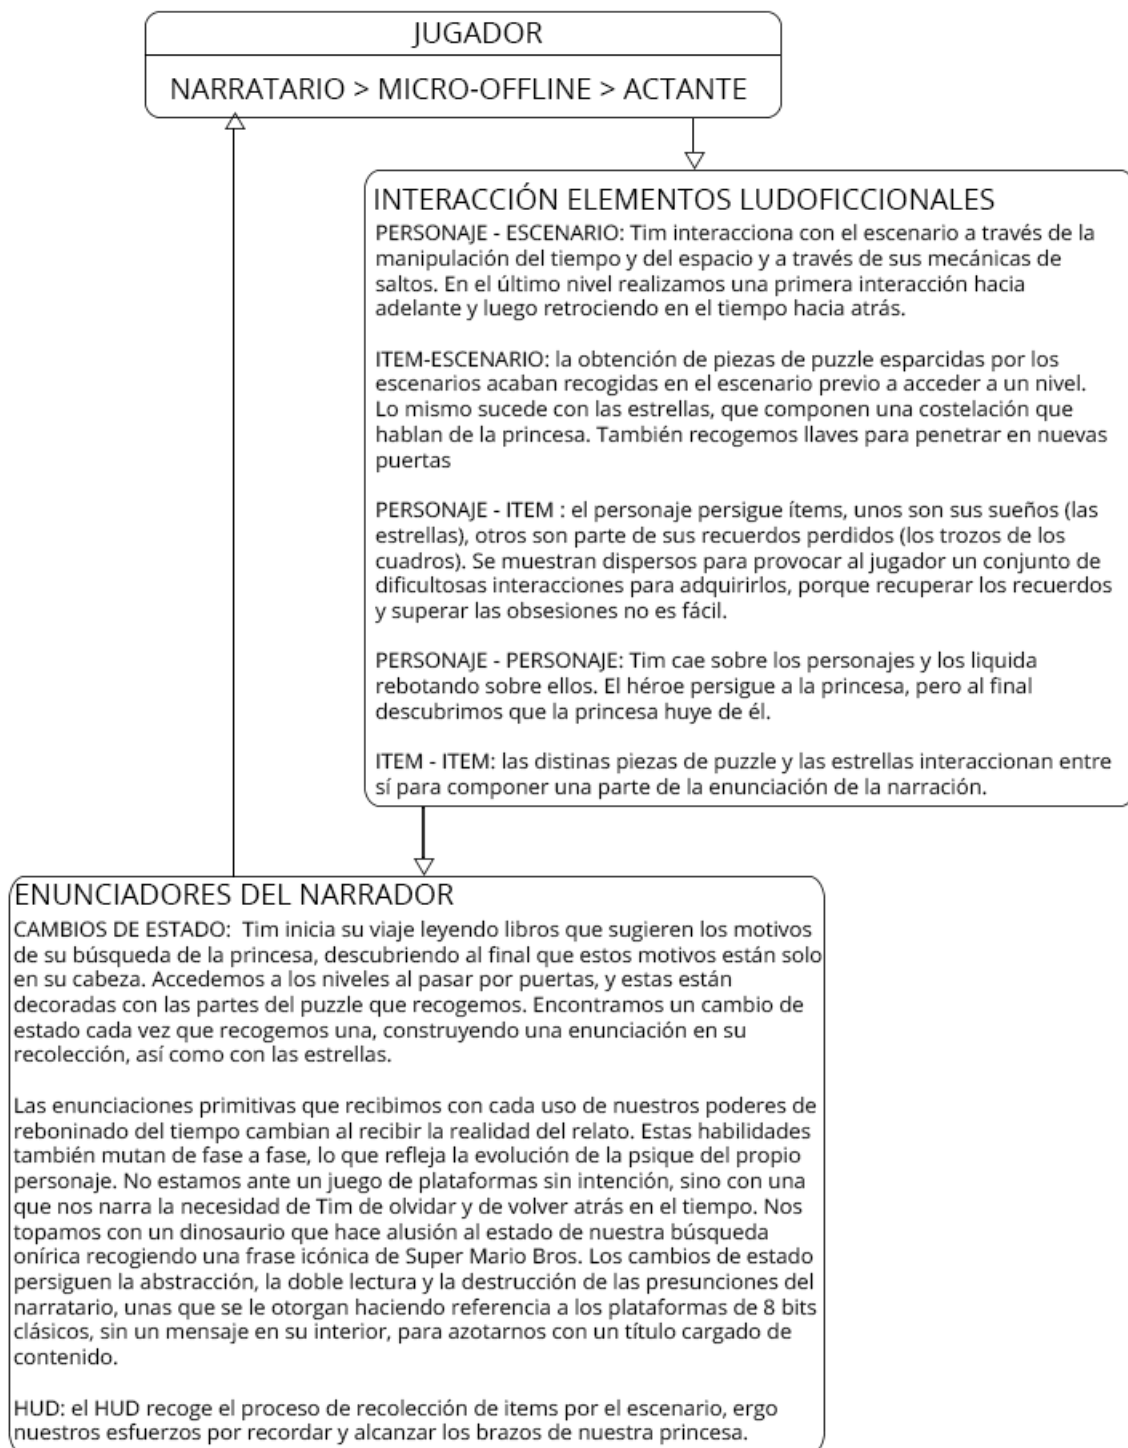 JUGADOR
NARRATARIO > MICRO-OFFLINE > ACTANTE
INTERACCIÓN ELEMENTOS LUDOFICCIONALES
PERSONAJE - ESCENARIO: Tim interacciona con el escenario a través de la
manipulación del tiempo y del espacio y a través de sus mecánicas de
saltos. En el último nivel realizamos una primera interacción hacia
adelante y luego retrociendo en el tiempo hacia atrás.
ITEM-ESCENARIO: la obtención de piezas de puzzle esparcidas por los
escenarios acaban recogidas en el escenario previo a acceder a un nivel.
Lo mismo sucede con las estrellas, que componen una costelación que
hablan de la princesa. También recogemos llaves para penetrar en nuevas
puertas
PERSONAJE - ITEM : el personaje persigue ítems, unos son sus sueños (las
estrellas), otros son parte de sus recuerdos perdidos (los trozos de los
cuadros). Se muestran dispersos para provocar al jugador un conjunto de
dificultosas interacciones para adquirirlos, porque recuperar los recuerdos
y superar las obsesiones no es fácil.
PERSONAJE - PERSONAJE: Tim cae sobre los personajes y los liquida
rebotando sobre ellos. El héroe persigue a la princesa, pero al final
descubrimos que la princesa huye de él.
ITEM - ITEM: las distinas piezas de puzzle y las estrellas interaccionan entre
sí para componer una parte de la enunciación de la narración.
ENUNCIADORES DEL NARRADOR
CAMBIOS DE ESTADO:  Tim inicia su viaje leyendo libros que sugieren los motivos
de su búsqueda de la princesa, descubriendo al final que estos motivos están solo
en su cabeza. Accedemos a los niveles al pasar por puertas, y estas están
decoradas con las partes del puzzle que recogemos. Encontramos un cambio de
estado cada vez que recogemos una, construyendo una enunciación en su
recolección, así como con las estrellas.
Las enunciaciones primitivas que recibimos con cada uso de nuestros poderes de
reboninado del tiempo cambian al recibir la realidad del relato. Estas habilidades
también mutan de fase a fase, lo que refleja la evolución de la psique del propio
personaje. No estamos ante un juego de plataformas sin intención, sino con una
que nos narra la necesidad de Tim de olvidar y de volver atrás en el tiempo. Nos
topamos con un dinosaurio que hace alusión al estado de nuestra búsqueda
onírica recogiendo una frase icónica de Super Mario Bros. Los cambios de estado
persiguen la abstracción, la doble lectura y la destrucción de las presunciones del
narratario, unas que se le otorgan haciendo referencia a los plataformas de 8 bits
clásicos, sin un mensaje en su interior, para azotarnos con un título cargado de
contenido.
HUD: el HUD recoge el proceso de recolección de items por el escenario, ergo
nuestros esfuerzos por recordar y alcanzar los brazos de nuestra princesa.